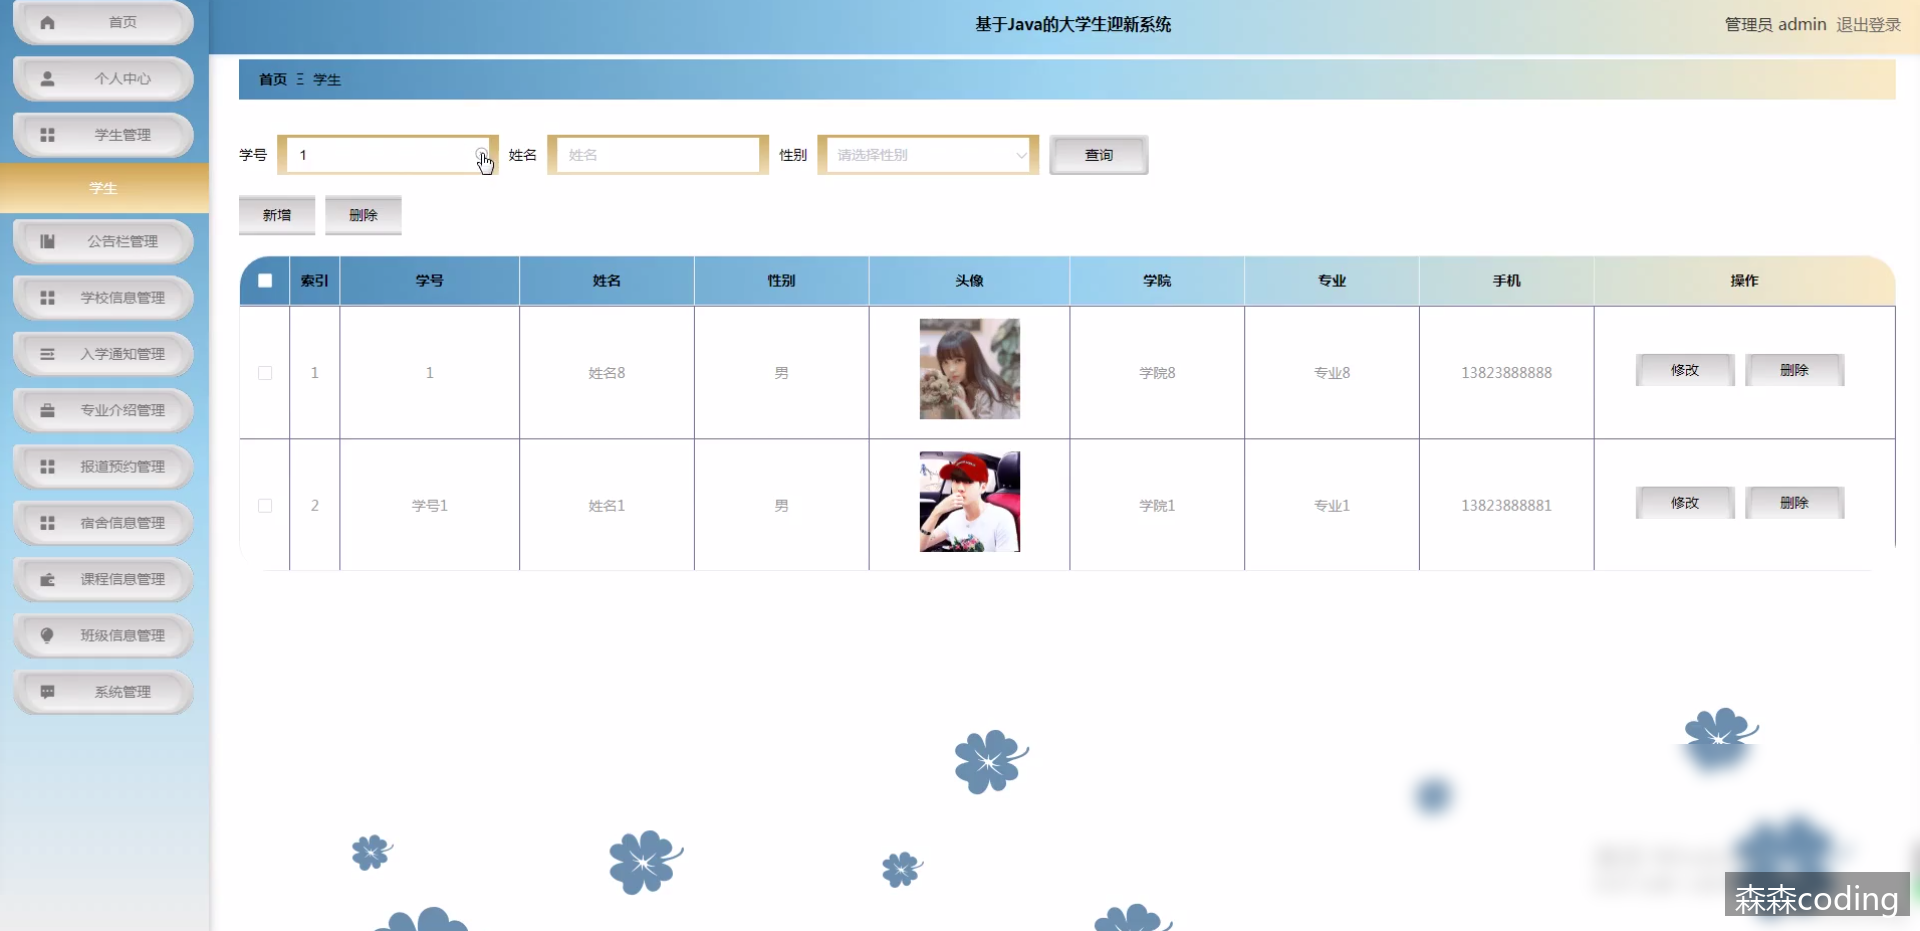 首页
个人中心
学生管理
学生
公告栏管理
学校信息管理
入学通知管理
专业介绍管理
报道预约管理
宿舍信息管理
课程信息管理
班级信息管理
系统管理
基于Java的大学生迎新系统
管理员 admin 退出登录
首页 Ξ 学生
学号 1 姓名 姓名 性别 请选择性别 查询
新增 删除
索引 学号 姓名 性别 头像 学院 专业 手机 操作
1 1 姓名8 男 学院8 专业8 13823888888 修改 删除
2 学号1 姓名1 男 学院1 专业1 13823888881 修改 删除
森森coding